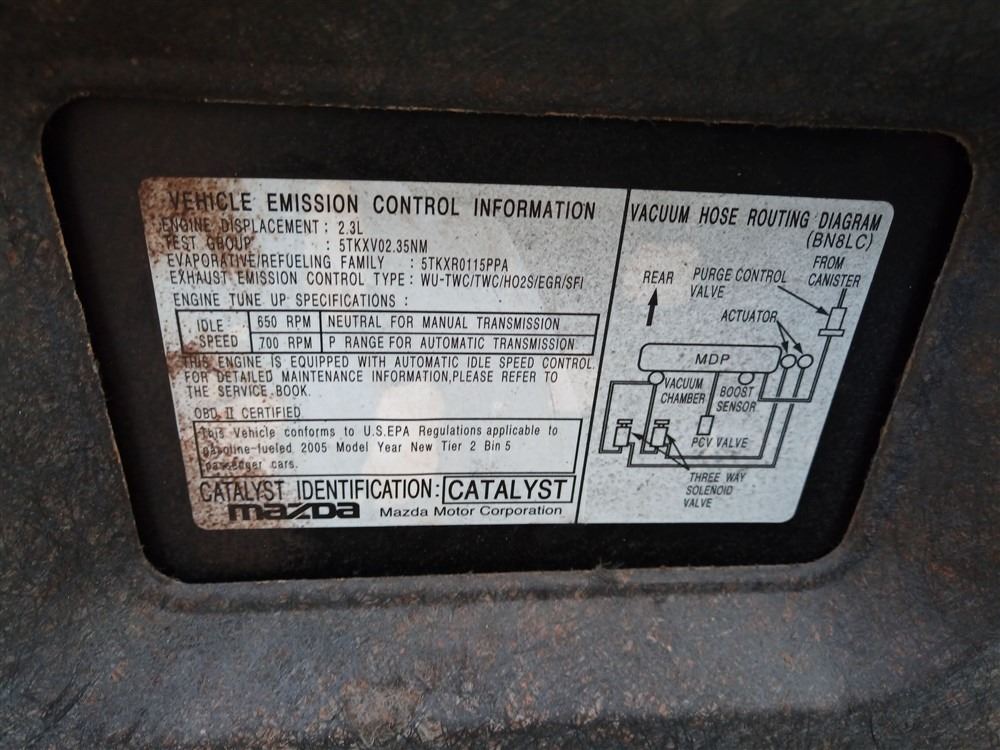 VEHICLE EMISSION CONTROL INFORMATION
ENGINE DISPLACEMENT : 2.3L
TEST GROUP : 5TKXV02.35NM
EVAPORATIVE/REFUELING FAMILY : 5TKXR0115PPA
EXHAUST EMISSION CONTROL TYPE : WU-TWC/TWC/HO2S/EGR/SFI
ENGINE TUNE UP SPECIFICATIONS :
IDLE SPEED
650 RPM NEUTRAL FOR MANUAL TRANSMISSION
700 RPM P RANGE FOR AUTOMATIC TRANSMISSION
THIS ENGINE IS EQUIPPED WITH AUTOMATIC IDLE SPEED CONTROL.
FOR DETAILED MAINTENANCE INFORMATION,PLEASE REFER TO
THE SERVICE BOOK.
OBD II CERTIFIED
This Vehicle conforms to U.S.EPA Regulations applicable to
gasoline-fueled 2005 Model Year New Tier 2 Bin 5
passenger cars.
CATALYST IDENTIFICATION: CATALYST
mazda Mazda Motor Corporation
VACUUM HOSE ROUTING DIAGRAM
(BN8LC)
REAR
PURGE CONTROL
VALVE
FROM
CANISTER
ACTUATOR
MDP
VACUUM
CHAMBER
BOOST
SENSOR
PCV VALVE
THREE WAY
SOLENOID
VALVE